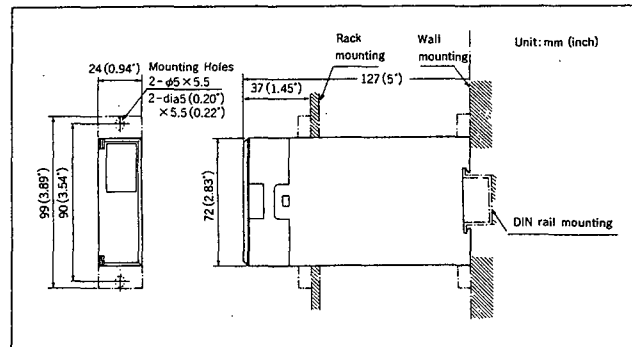 Rack mounting
Wall mounting
Unit: mm (inch)
24 (0.94")
Mounting Holes
2-φ5 × 5.5
2-dia5 (0.20")
× 5.5 (0.22")
127 (5")
37 (1.45")
99 (3.89")
90 (3.54")
72 (2.83")
DIN rail mounting